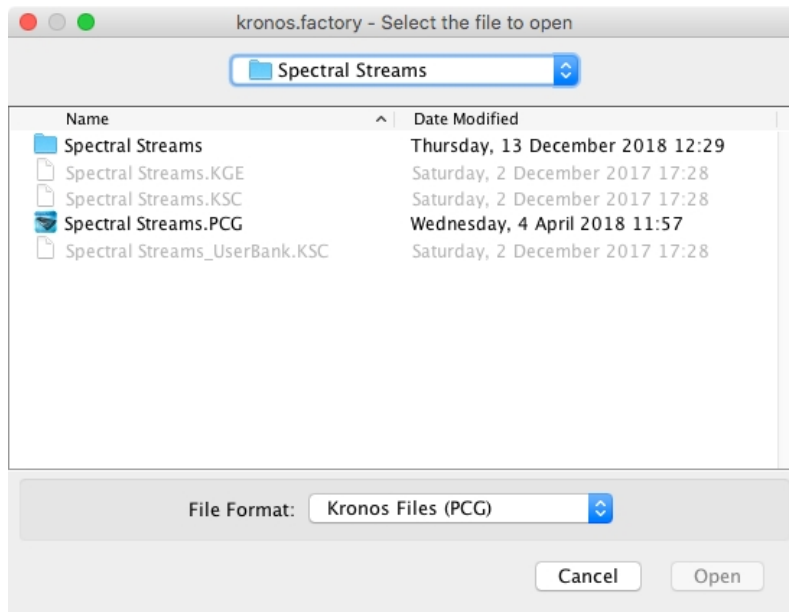 kronos.factory - Select the file to open
Spectral Streams
Name Date Modified
Spectral Streams Thursday, 13 December 2018 12:29
Spectral Streams.KGE Saturday, 2 December 2017 17:28
Spectral Streams.KSC Saturday, 2 December 2017 17:28
Spectral Streams.PCG Wednesday, 4 April 2018 11:57
Spectral Streams_UserBank.KSC Saturday, 2 December 2017 17:28
File Format: Kronos Files (PCG)
Cancel Open